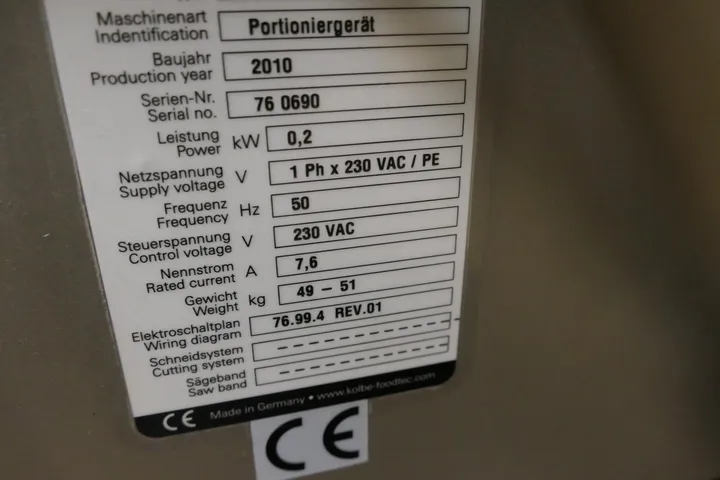 Maschinenart
Indentification
Portioniergerät
Baujahr
Production year
2010
Serien-Nr.
Serial no.
76 0690
Leistung
Power
kW
0,2
Netzspannung
Supply voltage
V
1 Ph x 230 VAC / PE
Frequenz
Frequency
Hz
50
Steuerspannung
Control voltage
V
230 VAC
Nennstrom
Rated current
A
7,6
Gewicht
Weight
kg
49 – 51
Elektroschaltplan
Wiring diagram
76.99.4 REV.01
Schneidsystem
Cutting system
--------------
Sägeband
Saw band
--------------
CE Made in Germany • www.kolbe-foodtec.com
CE